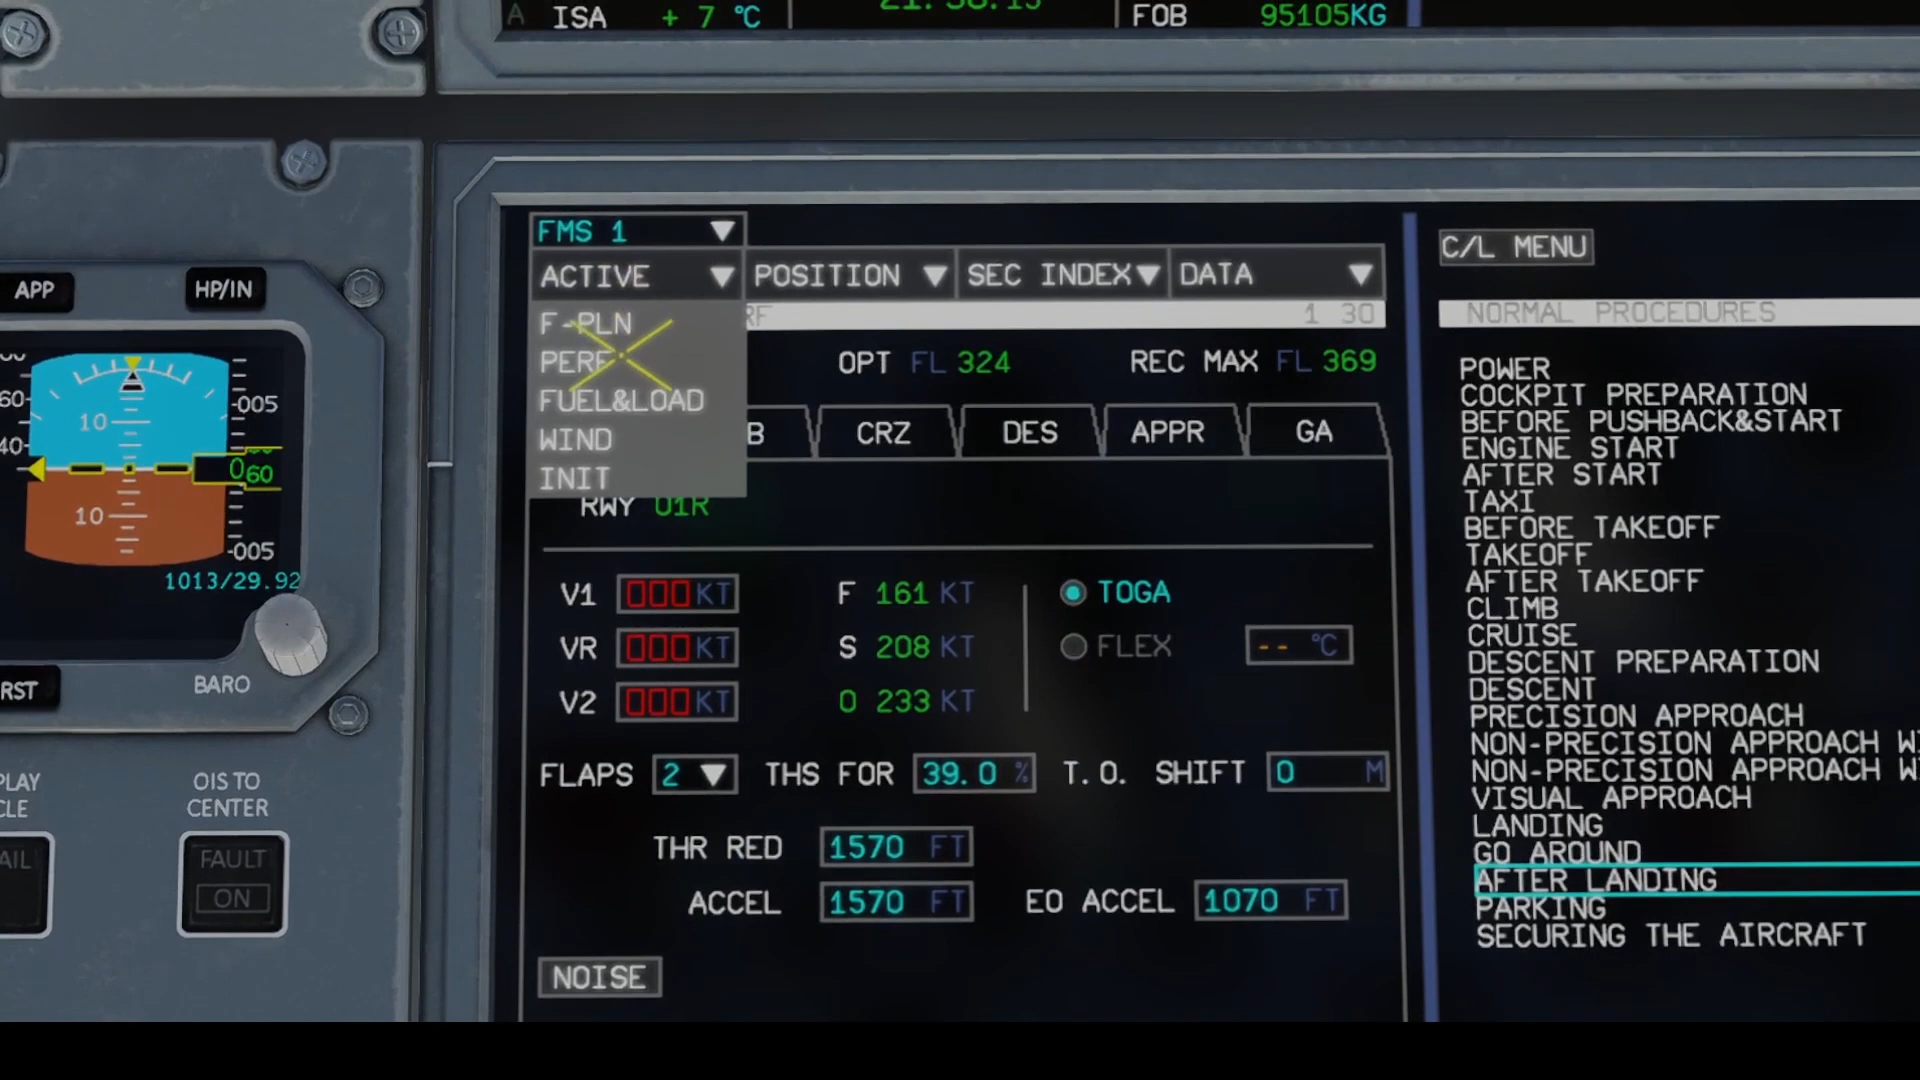 A ISA + 7 °C
FOB 95105KG
FMS 1
ACTIVE POSITION SEC INDEX DATA
F-PLN
PERF
FUEL&LOAD
WIND
INIT
RF 1 30
OPT FL 324 REC MAX FL 369
B CRZ DES APPR GA
RWY 01R
V1 000 KT F 161 KT TOGA
VR 000 KT S 208 KT FLEX -- °C
V2 000 KT O 233 KT
FLAPS 2 THS FOR 39.0 % T.O. SHIFT 0 M
THR RED 1570 FT
ACCEL 1570 FT EO ACCEL 1070 FT
NOISE
C/L MENU
NORMAL PROCEDURES
POWER
COCKPIT PREPARATION
BEFORE PUSHBACK&START
ENGINE START
AFTER START
TAXI
BEFORE TAKEOFF
TAKEOFF
AFTER TAKEOFF
CLIMB
CRUISE
DESCENT PREPARATION
DESCENT
PRECISION APPROACH
NON-PRECISION APPROACH WI
NON-PRECISION APPROACH WI
VISUAL APPROACH
LANDING
GO AROUND
AFTER LANDING
PARKING
SECURING THE AIRCRAFT
APP HP/IN
60
40
10
10
-005
060
-005
1013/29.92
RST
BARO
PLAY
CLE
OIS TO
CENTER
AIL
FAULT
ON